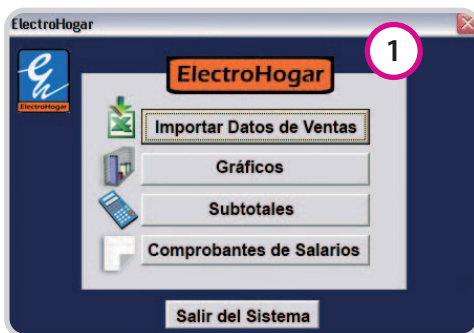 ElectroHogar
1
ElectroHogar
ElectroHogar
Importar Datos de Ventas
Gráficos
Subtotales
Comprobantes de Salarios
Salir del Sistema